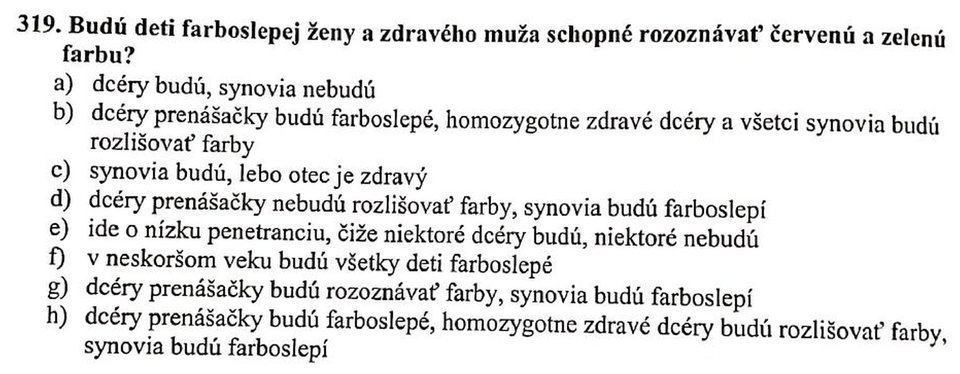 319. Budú deti farboslepej ženy a zdravého muža schopné rozoznávať červenú a zelenú
farbu?
a) dcéry budú, synovia nebudú
b) dcéry prenášačky budú farboslepé, homozygotne zdravé dcéry a všetci synovia budú
rozlišovať farby
c) synovia budú, lebo otec je zdravý
d) dcéry prenášačky nebudú rozlišovať farby, synovia budú farboslepí
e) ide o nízku penetranciu, čiže niektoré dcéry budú, niektoré nebudú
f) v neskoršom veku budú všetky deti farboslepé
g) dcéry prenášačky budú rozoznávať farby, synovia budú farboslepí
h) dcéry prenášačky budú farboslepé, homozygotne zdravé dcéry budú rozlišovať farby,
synovia budú farboslepí